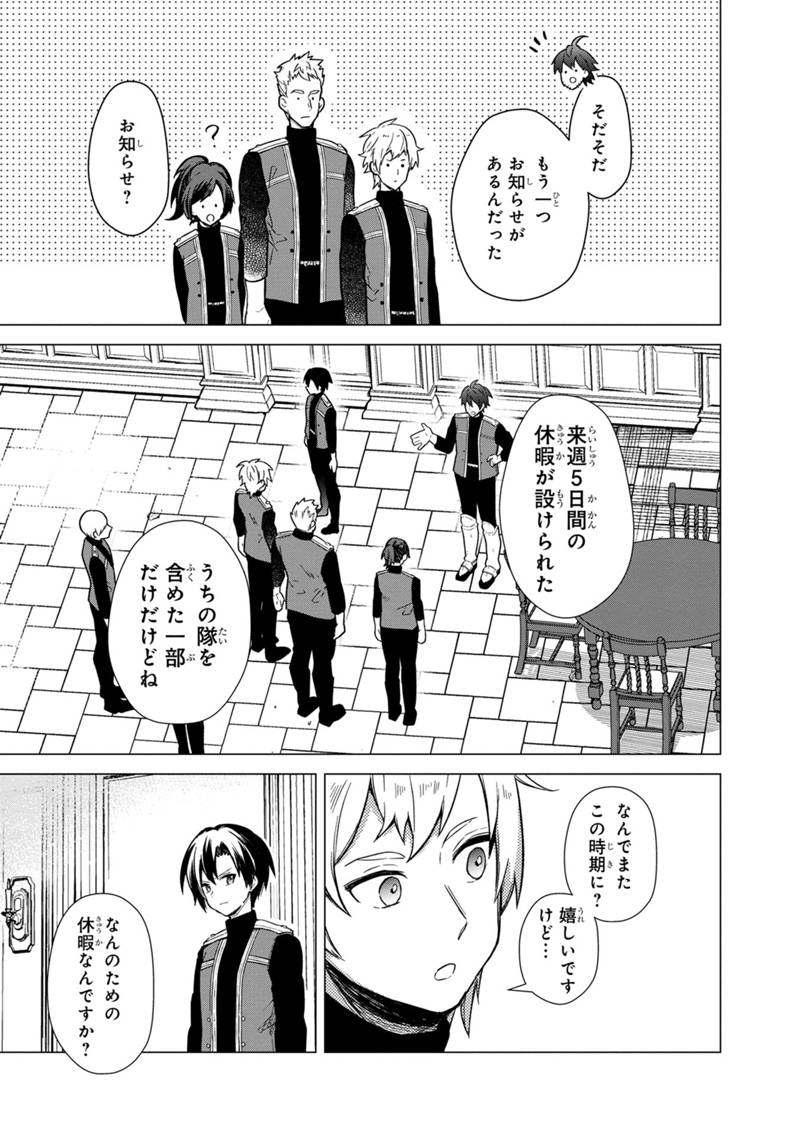 そだそだ
もう一つ
お知らせが
あるんだった
？
お知らせ？
来週５日間の
休暇が設けられた
うちの隊を
含めた一部
だけだけどね
なんでまた
この時期に？
嬉しいです
けど…
なんのための
休暇なんですか？